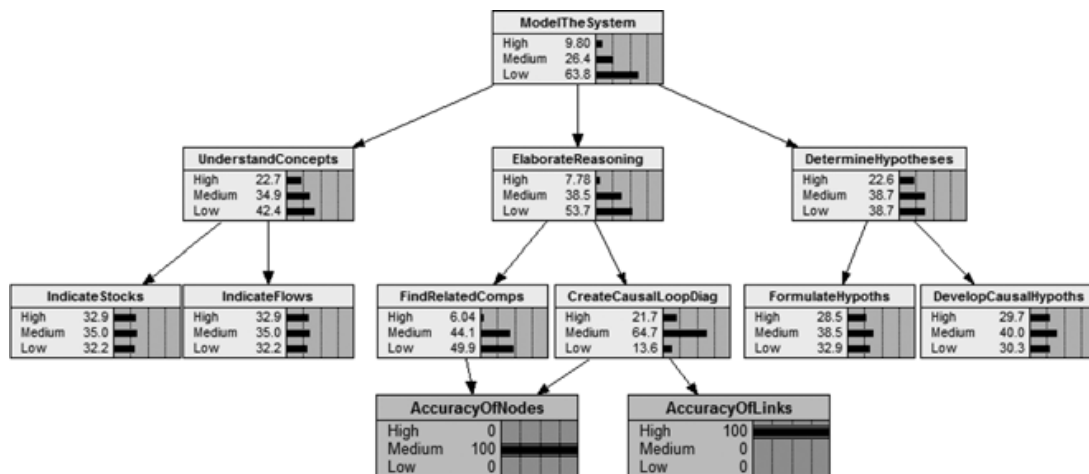 ModelTheSystem
High 9.80
Medium 26.4
Low 63.8
UnderstandConcepts
High 22.7
Medium 34.9
Low 42.4
ElaborateReasoning
High 7.78
Medium 38.5
Low 53.7
DetermineHypotheses
High 22.6
Medium 38.7
Low 38.7
IndicateStocks
High 32.9
Medium 35.0
Low 32.2
IndicateFlows
High 32.9
Medium 35.0
Low 32.2
FindRelatedComps
High 6.04
Medium 44.1
Low 49.9
CreateCausalLoopDiag
High 21.7
Medium 64.7
Low 13.6
FormulateHypoths
High 28.5
Medium 38.5
Low 32.9
DevelopCausalHypoths
High 29.7
Medium 40.0
Low 30.3
AccuracyOfNodes
High 0
Medium 100
Low 0
AccuracyOfLinks
High 100
Medium 0
Low 0